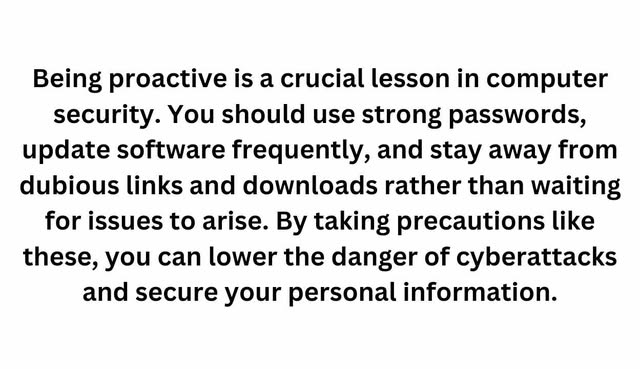 Being proactive is a crucial lesson in computer
security. You should use strong passwords,
update software frequently, and stay away from
dubious links and downloads rather than waiting
for issues to arise. By taking precautions like
these, you can lower the danger of cyberattacks
and secure your personal information.